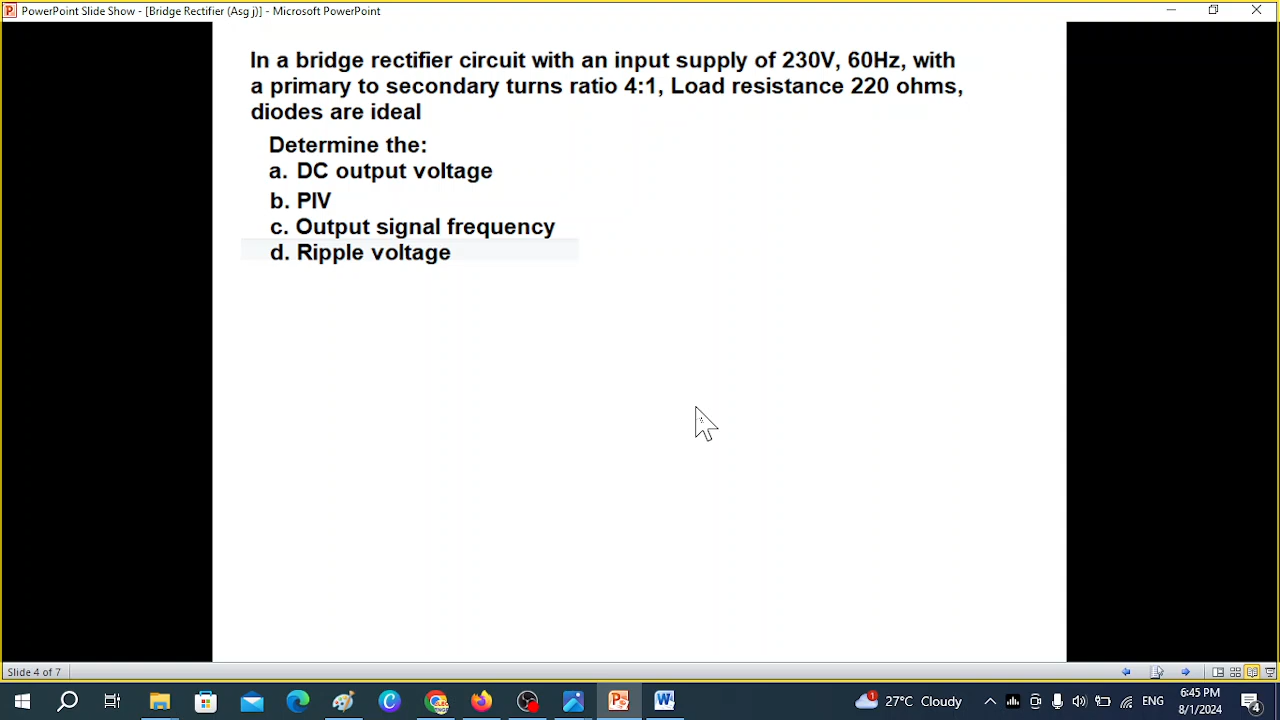 PowerPoint Slide Show - [Bridge Rectifier (Asg j)] - Microsoft PowerPoint
In a bridge rectifier circuit with an input supply of 230V, 60Hz, with
a primary to secondary turns ratio 4:1, Load resistance 220 ohms,
diodes are ideal
Determine the:
a. DC output voltage
b. PIV
c. Output signal frequency
d. Ripple voltage
Slide 4 of 7
27°C Cloudy
ENG
6:45 PM
8/1/2024